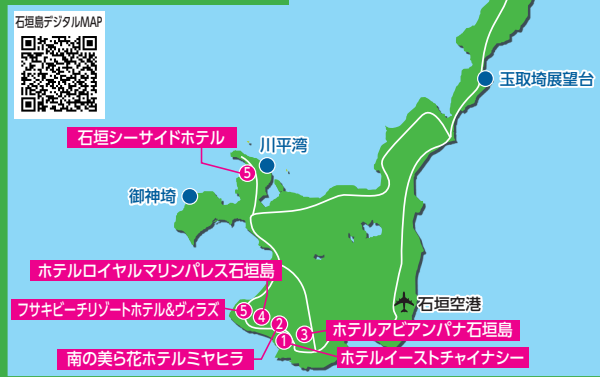 石垣島デジタルMAP
玉取埼展望台
石垣シーサイドホテル
川平湾
5
御神埼
ホテルロイヤルマリンパレス石垣島
石垣空港
フサキビーチリゾートホテル&ヴィラズ
5
4
2
3
ホテルアビアンパナ石垣島
1
南の美ら花ホテルミヤヒラ
ホテルイーストチャイナシー